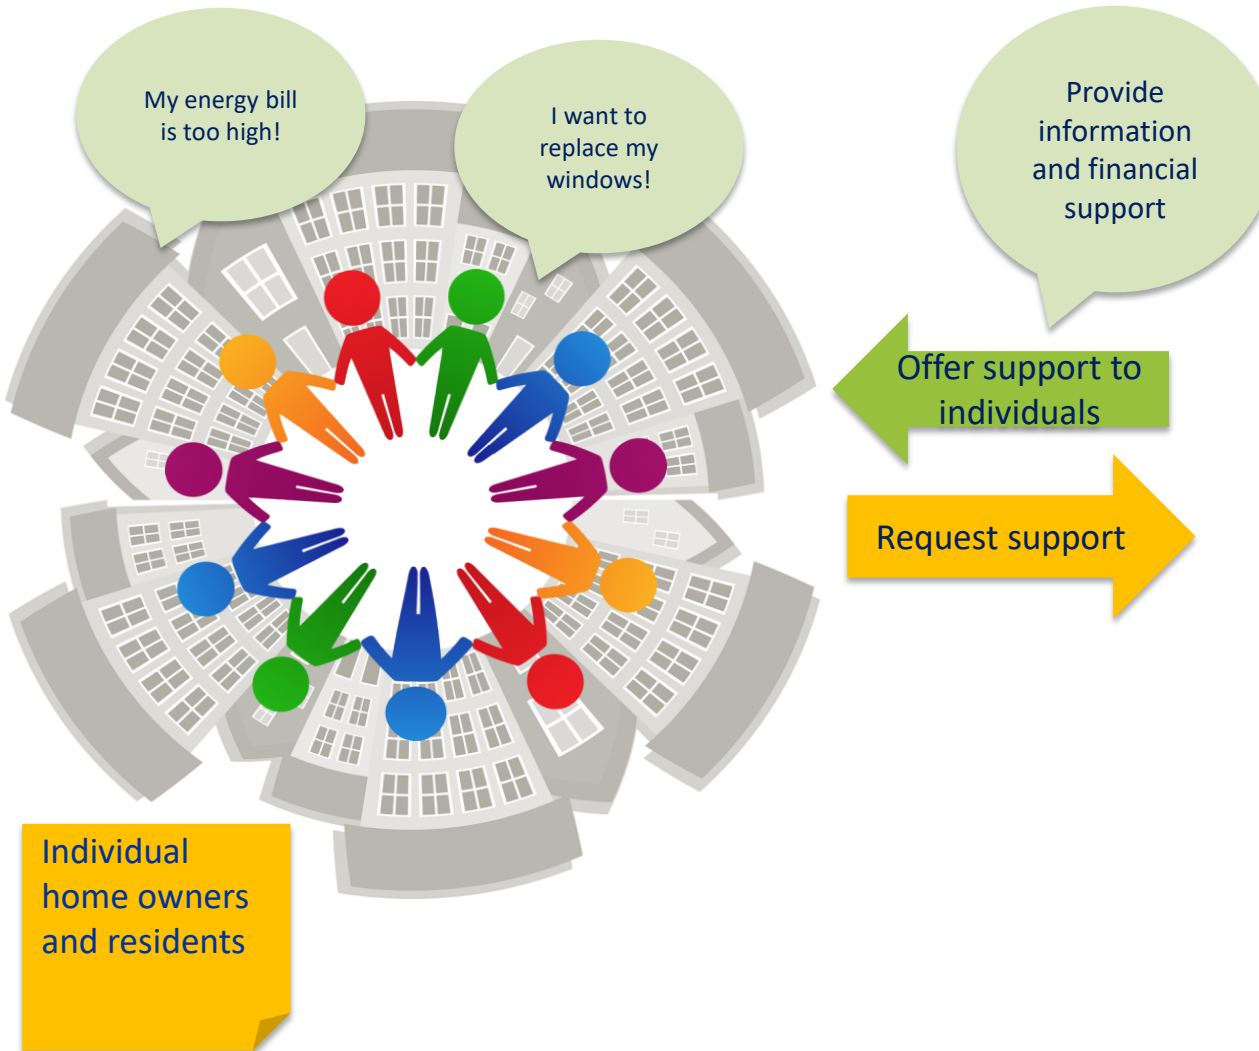 My energy bill
is too high!
I want to
replace my
windows!
Provide
information
and financial
support
Offer support to
individuals
Request support
Individual
home owners
and residents